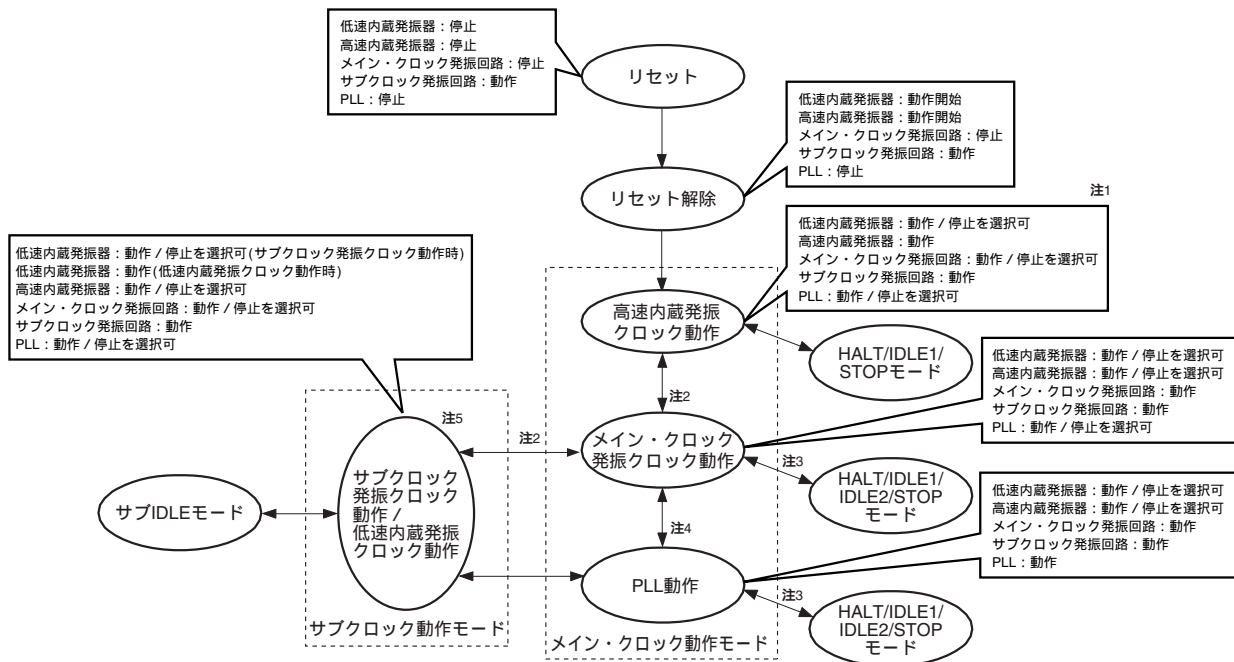 低速内蔵発振器：停止
高速内蔵発振器：停止
メイン・クロック発振回路：停止
サブクロック発振回路：動作
PLL：停止
リセット
低速内蔵発振器：動作開始
高速内蔵発振器：動作開始
メイン・クロック発振回路：停止
サブクロック発振回路：動作
PLL：停止
リセット解除
注1
低速内蔵発振器：動作 / 停止を選択可
高速内蔵発振器：動作
メイン・クロック発振回路：動作 / 停止を選択可
サブクロック発振回路：動作
PLL：動作 / 停止を選択可
低速内蔵発振器：動作 / 停止を選択可(サブクロック発振クロック動作時)
低速内蔵発振器：動作(低速内蔵発振クロック動作時)
高速内蔵発振器：動作 / 停止を選択可
メイン・クロック発振回路：動作 / 停止を選択可
サブクロック発振回路：動作
PLL：動作 / 停止を選択可
高速内蔵発振
クロック動作
HALT/IDLE1/
STOPモード
低速内蔵発振器：動作 / 停止を選択可
高速内蔵発振器：動作 / 停止を選択可
メイン・クロック発振回路：動作
サブクロック発振回路：動作
PLL：動作 / 停止を選択可
注2
注5
注2
メイン・クロック
発振クロック動作
注3
HALT/IDLE1/
IDLE2/STOP
モード
サブクロック
発振クロック
動作 /
低速内蔵発振
クロック動作
サブIDLEモード
低速内蔵発振器：動作 / 停止を選択可
高速内蔵発振器：動作 / 停止を選択可
メイン・クロック発振回路：動作
サブクロック発振回路：動作
PLL：動作
注4
PLL動作
注3
HALT/IDLE1/
IDLE2/STOP
モード
サブクロック動作モード
メイン・クロック動作モード